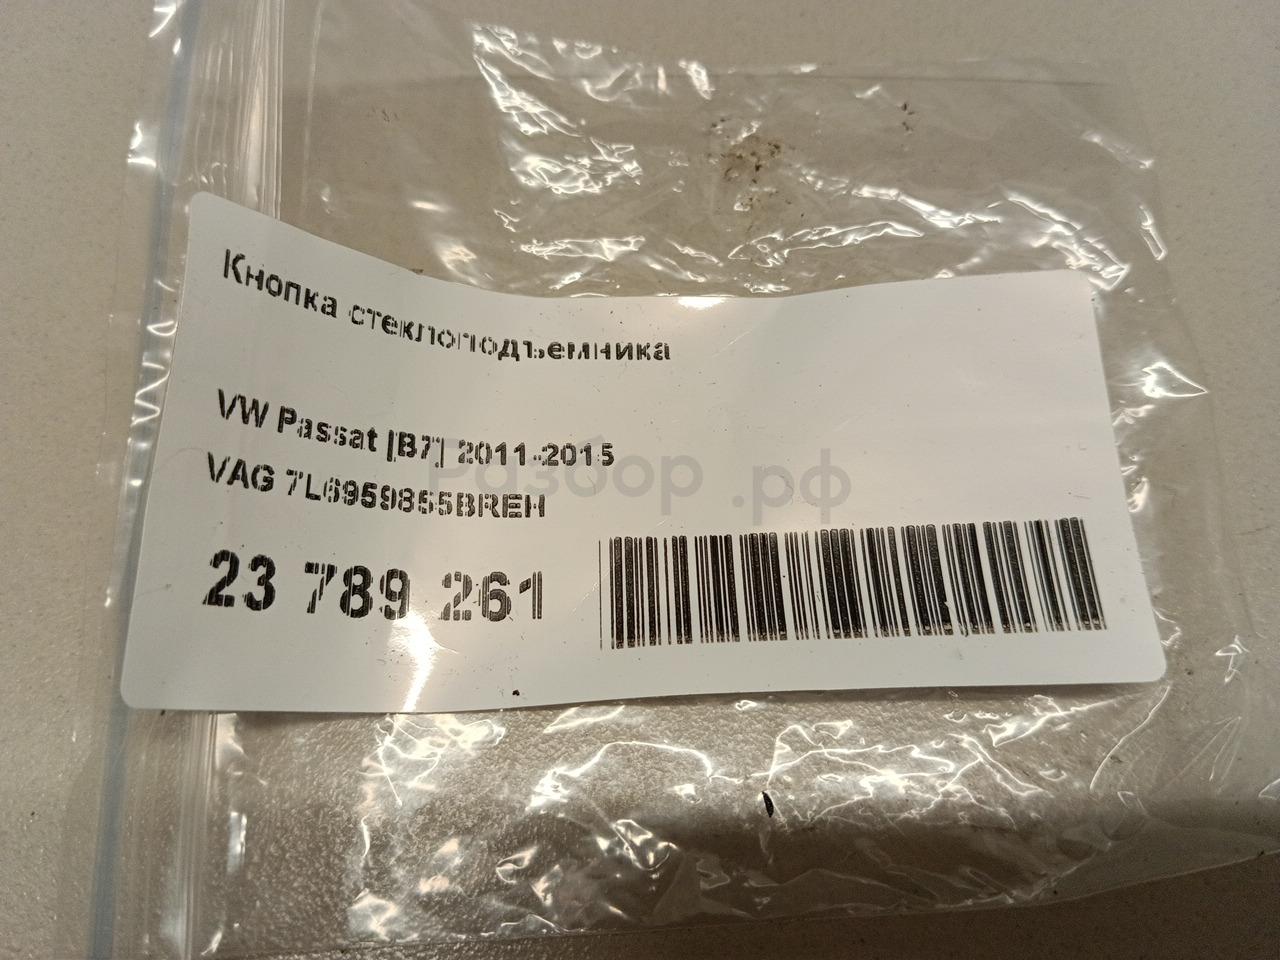 Кнопка стеклоподъемника
VW Passat [B7] 2011-2015
VAG 7L6959855BREH
Разбор.рф
23 789 261